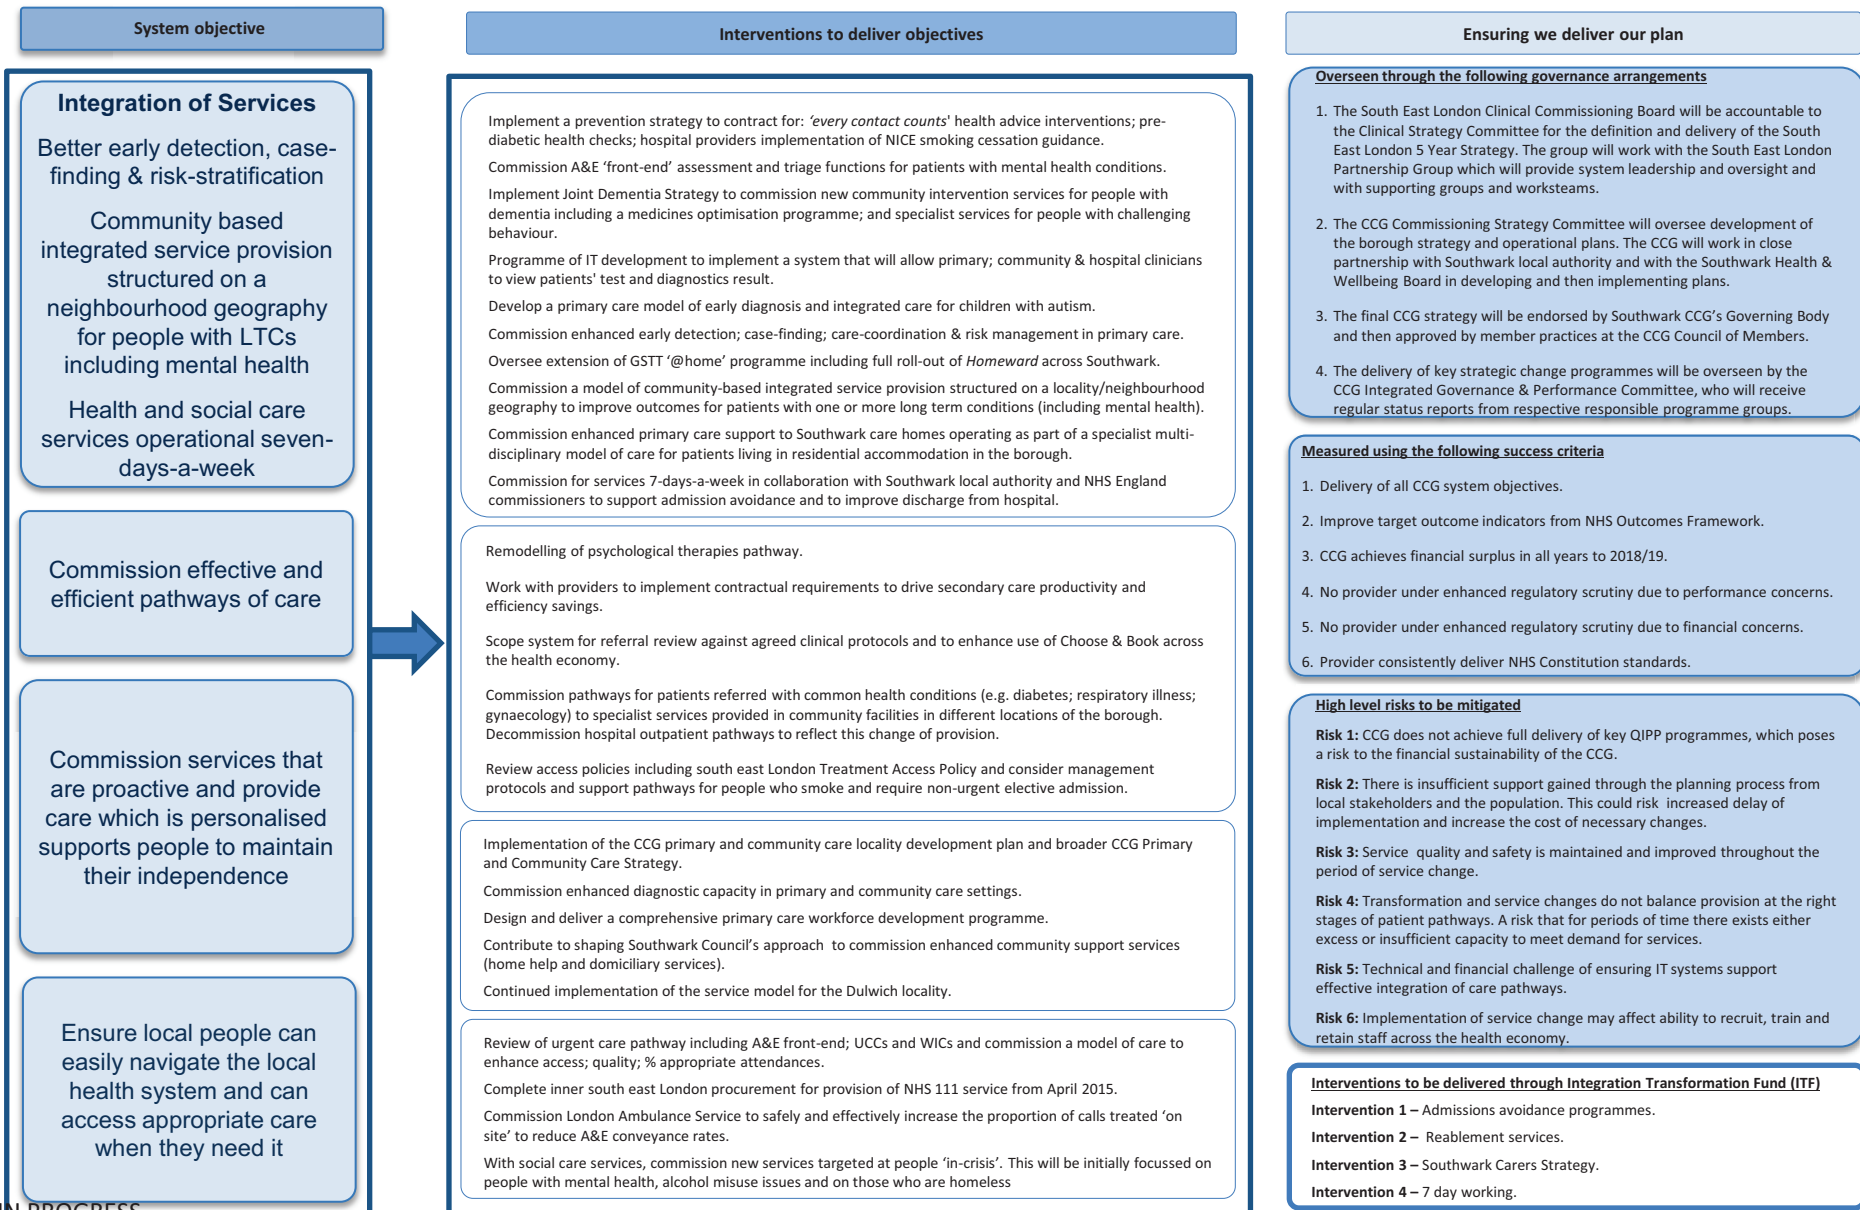 System objective
Integration of Services
Better early detection, case-
finding & risk-stratification
Community based
integrated service provision
structured on a
neighbourhood geography
for people with LTCs
including mental health
Health and social care
services operational seven-
days-a-week
Commission effective and
efficient pathways of care
Commission services that
are proactive and provide
care which is personalised
supports people to maintain
their independence
Ensure local people can
easily navigate the local
health system and can
access appropriate care
when they need it
IN PROGRESS
Interventions to deliver objectives
Implement a prevention strategy to contract for: ‘every contact counts' health advice interventions; pre-
diabetic health checks; hospital providers implementation of NICE smoking cessation guidance.
Commission A&E ‘front-end’ assessment and triage functions for patients with mental health conditions.
Implement Joint Dementia Strategy to commission new community intervention services for people with
dementia including a medicines optimisation programme; and specialist services for people with challenging
behaviour.
Programme of IT development to implement a system that will allow primary; community & hospital clinicians
to view patients' test and diagnostics result.
Develop a primary care model of early diagnosis and integrated care for children with autism.
Commission enhanced early detection; case-finding; care-coordination & risk management in primary care.
Oversee extension of GSTT ‘@home’ programme including full roll-out of Homeward across Southwark.
Commission a model of community-based integrated service provision structured on a locality/neighbourhood
geography to improve outcomes for patients with one or more long term conditions (including mental health).
Commission enhanced primary care support to Southwark care homes operating as part of a specialist multi-
disciplinary model of care for patients living in residential accommodation in the borough.
Commission for services 7-days-a-week in collaboration with Southwark local authority and NHS England
commissioners to support admission avoidance and to improve discharge from hospital.
Remodelling of psychological therapies pathway.
Work with providers to implement contractual requirements to drive secondary care productivity and
efficiency savings.
Scope system for referral review against agreed clinical protocols and to enhance use of Choose & Book across
the health economy.
Commission pathways for patients referred with common health conditions (e.g. diabetes; respiratory illness;
gynaecology) to specialist services provided in community facilities in different locations of the borough.
Decommission hospital outpatient pathways to reflect this change of provision.
Review access policies including south east London Treatment Access Policy and consider management
protocols and support pathways for people who smoke and require non-urgent elective admission.
Implementation of the CCG primary and community care locality development plan and broader CCG Primary
and Community Care Strategy.
Commission enhanced diagnostic capacity in primary and community care settings.
Design and deliver a comprehensive primary care workforce development programme.
Contribute to shaping Southwark Council’s approach to commission enhanced community support services
(home help and domiciliary services).
Continued implementation of the service model for the Dulwich locality.
Review of urgent care pathway including A&E front-end; UCCs and WICs and commission a model of care to
enhance access; quality; % appropriate attendances.
Complete inner south east London procurement for provision of NHS 111 service from April 2015.
Commission London Ambulance Service to safely and effectively increase the proportion of calls treated ‘on
site’ to reduce A&E conveyance rates.
With social care services, commission new services targeted at people ‘in-crisis’. This will be initially focussed on
people with mental health, alcohol misuse issues and on those who are homeless
Ensuring we deliver our plan
Overseen through the following governance arrangements
1. The South East London Clinical Commissioning Board will be accountable to
the Clinical Strategy Committee for the definition and delivery of the South
East London 5 Year Strategy. The group will work with the South East London
Partnership Group which will provide system leadership and oversight and
with supporting groups and worksteams.
2. The CCG Commissioning Strategy Committee will oversee development of
the borough strategy and operational plans. The CCG will work in close
partnership with Southwark local authority and with the Southwark Health &
Wellbeing Board in developing and then implementing plans.
3. The final CCG strategy will be endorsed by Southwark CCG’s Governing Body
and then approved by member practices at the CCG Council of Members.
4. The delivery of key strategic change programmes will be overseen by the
CCG Integrated Governance & Performance Committee, who will receive
regular status reports from respective responsible programme groups.
Measured using the following success criteria
1. Delivery of all CCG system objectives.
2. Improve target outcome indicators from NHS Outcomes Framework.
3. CCG achieves financial surplus in all years to 2018/19.
4. No provider under enhanced regulatory scrutiny due to performance concerns.
5. No provider under enhanced regulatory scrutiny due to financial concerns.
6. Provider consistently deliver NHS Constitution standards.
High level risks to be mitigated
Risk 1: CCG does not achieve full delivery of key QIPP programmes, which poses
a risk to the financial sustainability of the CCG.
Risk 2: There is insufficient support gained through the planning process from
local stakeholders and the population. This could risk increased delay of
implementation and increase the cost of necessary changes.
Risk 3: Service quality and safety is maintained and improved throughout the
period of service change.
Risk 4: Transformation and service changes do not balance provision at the right
stages of patient pathways. A risk that for periods of time there exists either
excess or insufficient capacity to meet demand for services.
Risk 5: Technical and financial challenge of ensuring IT systems support
effective integration of care pathways.
Risk 6: Implementation of service change may affect ability to recruit, train and
retain staff across the health economy.
Interventions to be delivered through Integration Transformation Fund (ITF)
Intervention 1 – Admissions avoidance programmes.
Intervention 2 – Reablement services.
Intervention 3 – Southwark Carers Strategy.
Intervention 4 – 7 day working.